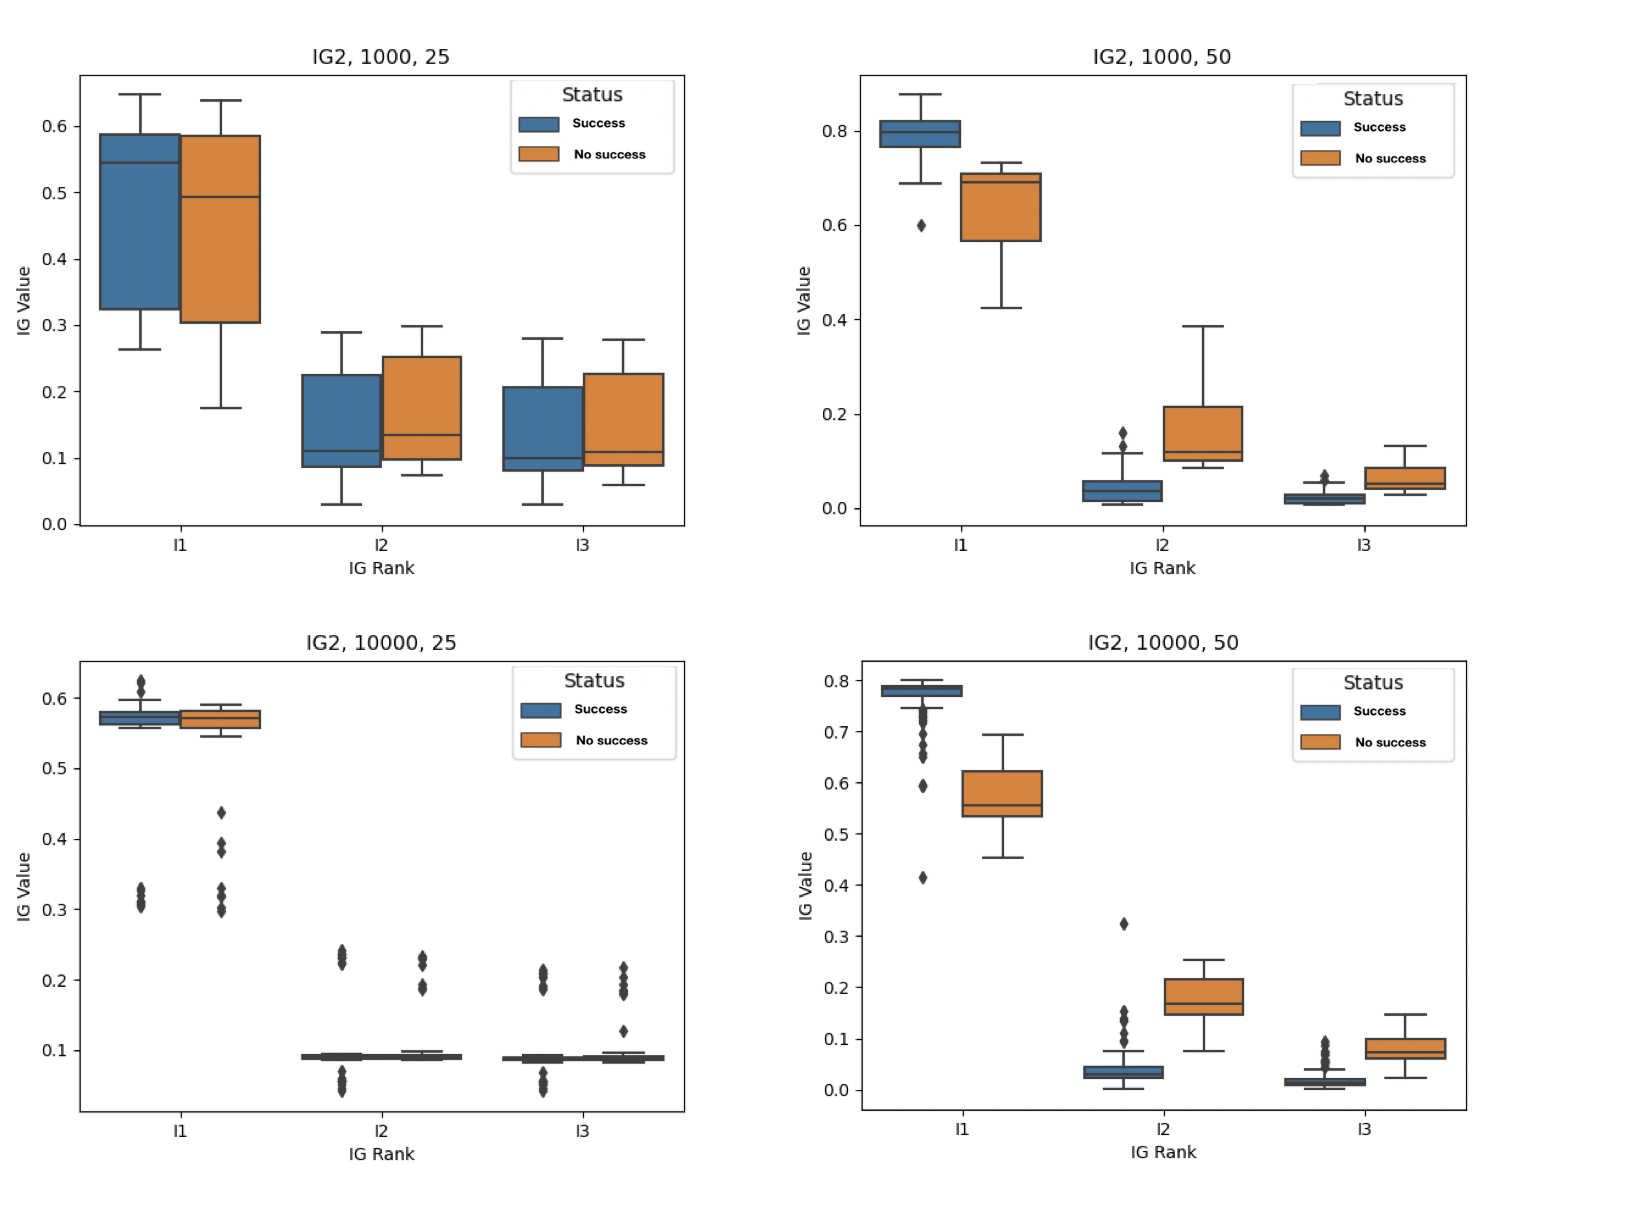 IG2, 1000, 25
Status
Success
No success
0.6
0.5
0.4
0.3
0.2
0.1
0.0
IG Value
I1 I2 I3
IG Rank
IG2, 1000, 50
Status
Success
No success
0.8
0.6
0.4
0.2
0.0
IG Value
I1 I2 I3
IG Rank
IG2, 10000, 25
Status
Success
No success
0.6
0.5
0.4
0.3
0.2
0.1
IG Value
I1 I2 I3
IG Rank
IG2, 10000, 50
Status
Success
No success
0.8
0.7
0.6
0.5
0.4
0.3
0.2
0.1
0.0
IG Value
I1 I2 I3
IG Rank